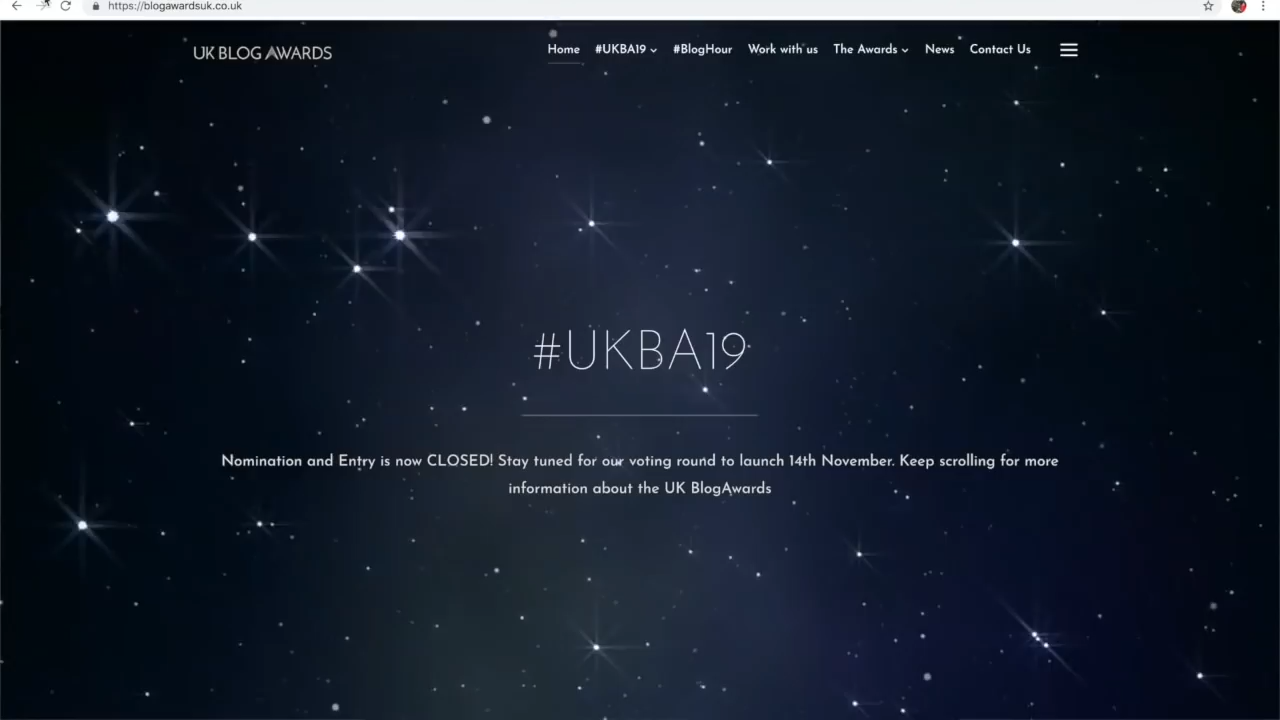 https://blogawardsuk.co.uk
UK BLOG AWARDS
Home #UKBA19 #BlogHour Work with us The Awards News Contact Us
#UKBA19
Nomination and Entry is now CLOSED! Stay tuned for our voting round to launch 14th November. Keep scrolling for more
information about the UK BlogAwards